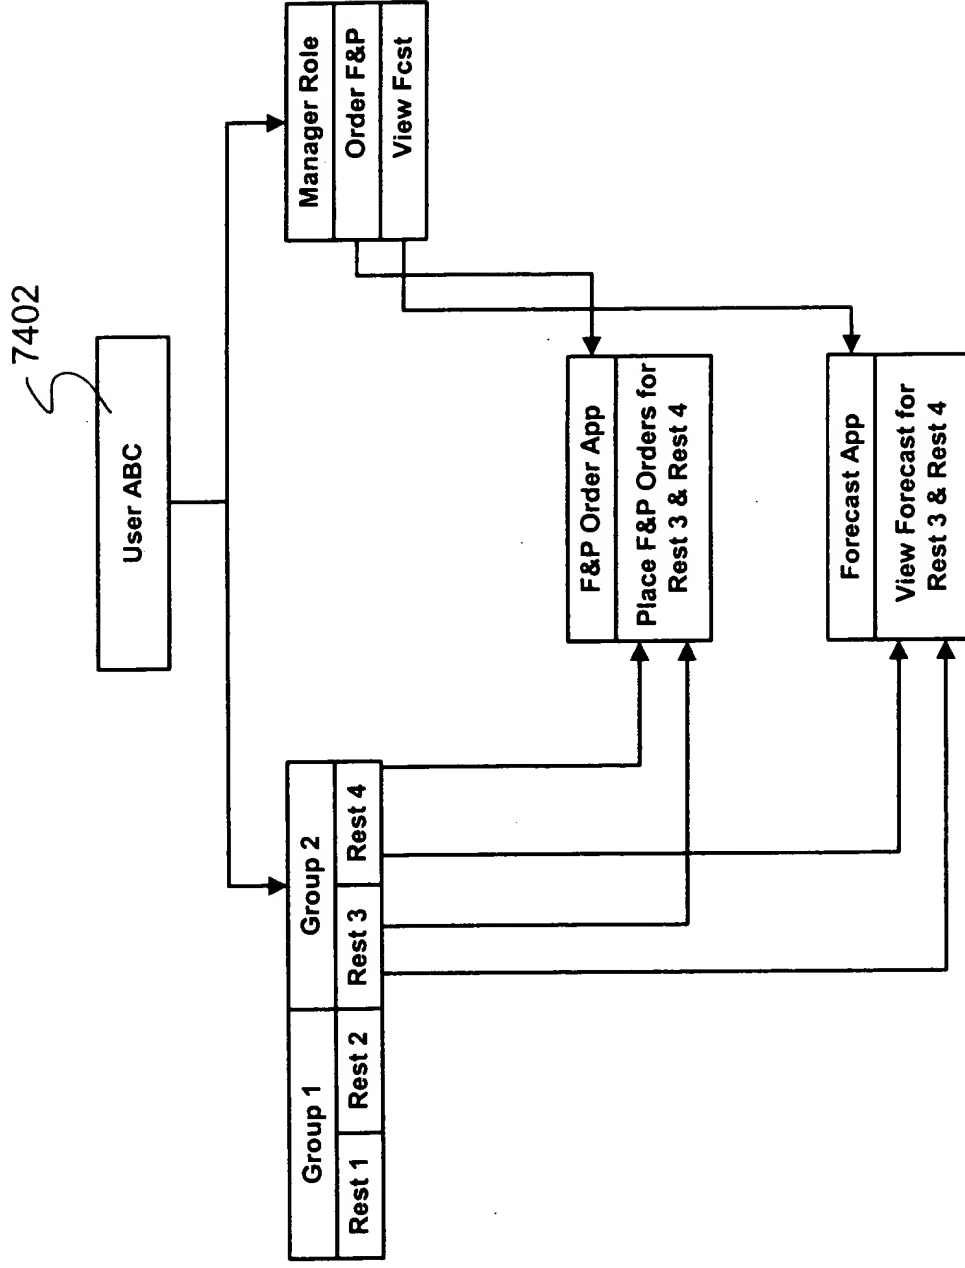 7402
User ABC
Group 1
Group 2
Rest 1
Rest 2
Rest 3
Rest 4
Manager Role
Order F&P
View Fcst
F&P Order App
Place F&P Orders for
Rest 3 & Rest 4
Forecast App
View Forecast for
Rest 3 & Rest 4